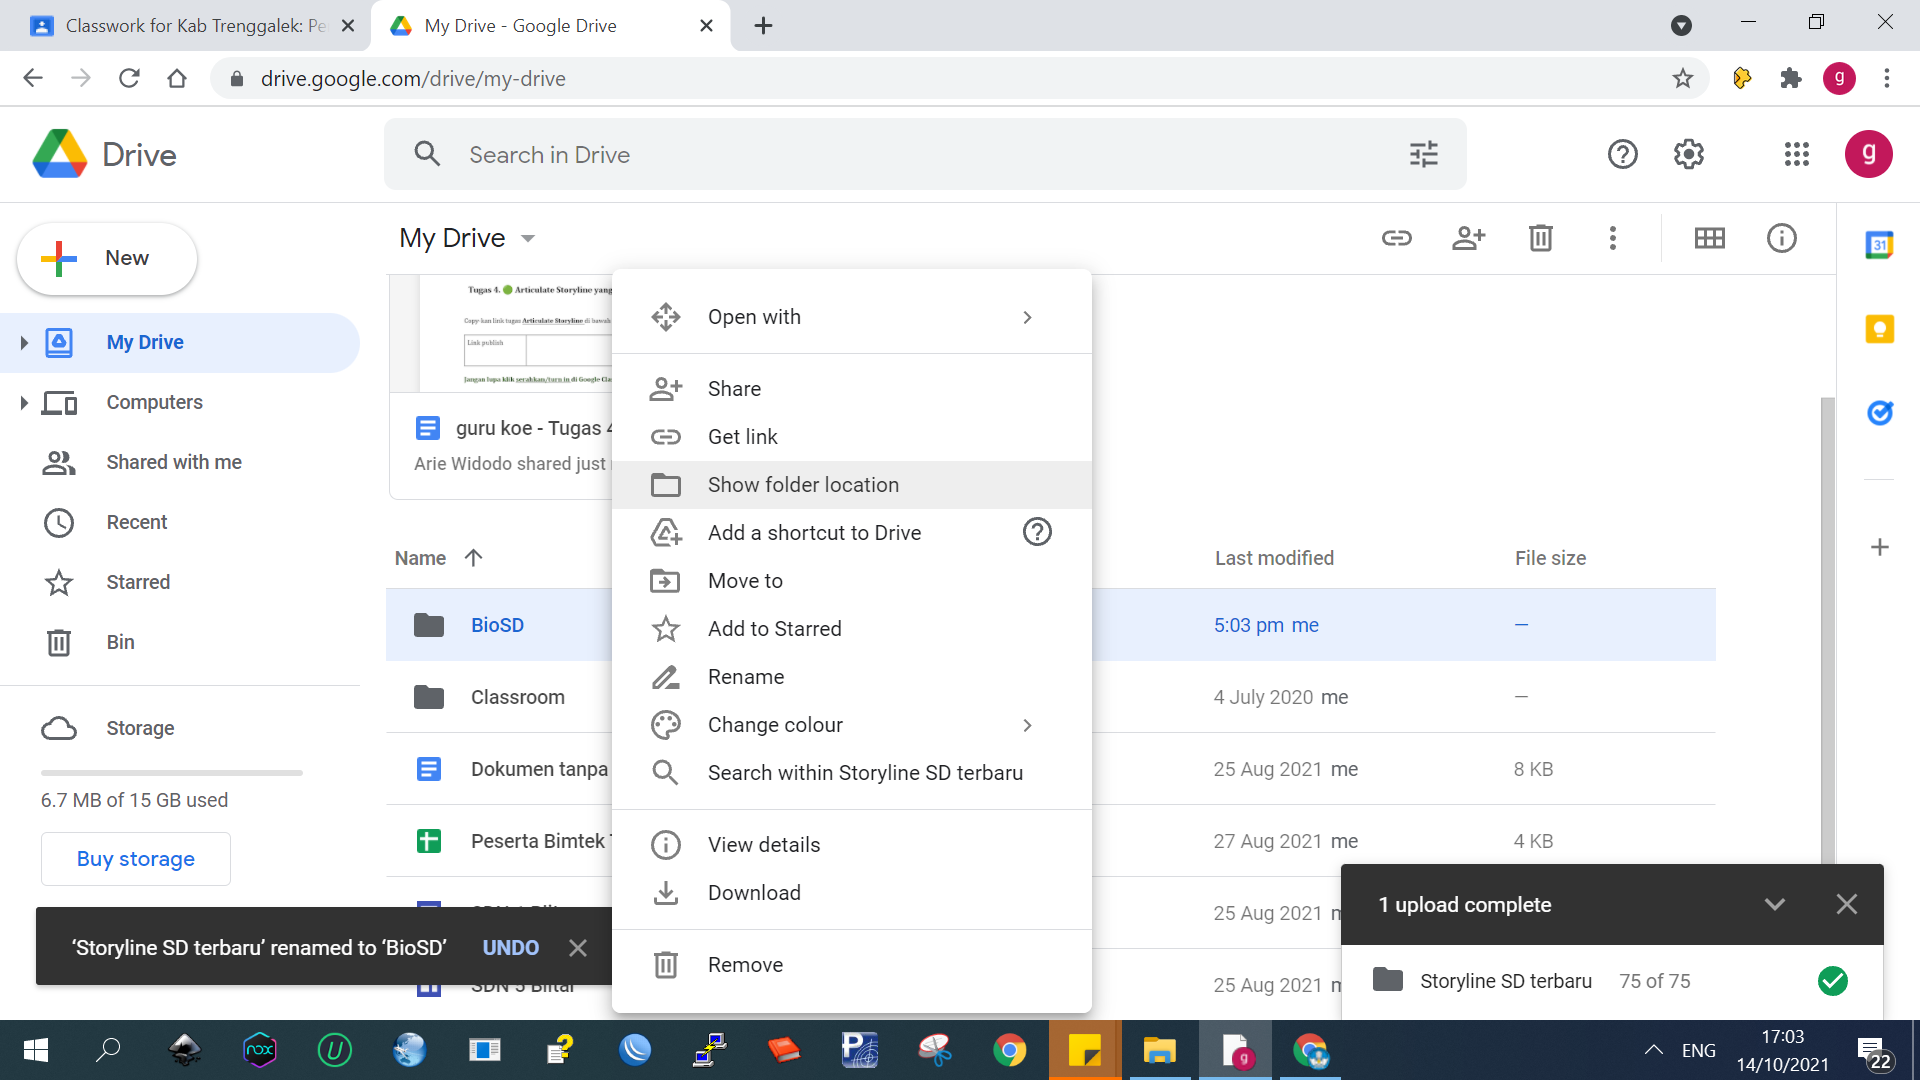 Classwork for Kab Trenggalek: Pe
My Drive - Google Drive
drive.google.com/drive/my-drive
g
Drive
Search in Drive
g
New
My Drive
Computers
Shared with me
Recent
Starred
Bin
Storage
6.7 MB of 15 GB used
Buy storage
My Drive
31
Tugas 4. Articulate Storyline yang
Copy-kan link tugas Articulate Storyline di bawah
Link publish
Jangan lupa klik serahkan/turn in di Google Cla
guru koe - Tugas 4
Arie Widodo shared just
Name
Last modified
File size
BioSD
5:03 pm me
–
Classroom
4 July 2020 me
–
Dokumen tanpa
25 Aug 2021 me
8 KB
Peserta Bimtek
27 Aug 2021 me
4 KB
25 Aug 2021
SDN 5 Blitar
25 Aug 2021
Open with
Share
Get link
Show folder location
Add a shortcut to Drive
Move to
Add to Starred
Rename
Change colour
Search within Storyline SD terbaru
View details
Download
Remove
‘Storyline SD terbaru’ renamed to ‘BioSD’ UNDO
1 upload complete
Storyline SD terbaru 75 of 75
nox
U
P
g
ENG
17:03
14/10/2021
22